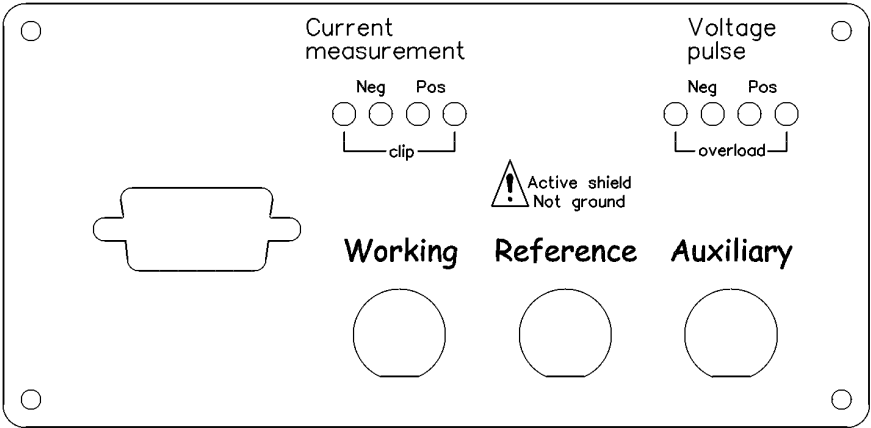 Current
measurement
Neg Pos
clip
Voltage
pulse
Neg Pos
overload
Active shield
Not ground
Working Reference Auxiliary